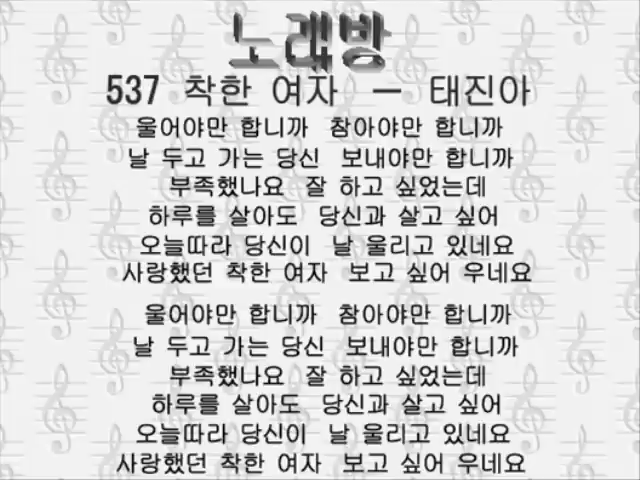 노래방
537 착한 여자 - 태진아
울어야만 합니까 참아야만 합니까
날 두고 가는 당신 보내야만 합니까
부족했나요 잘 하고 싶었는데
하루를 살아도 당신과 살고 싶어
오늘따라 당신이 날 울리고 있네요
사랑했던 착한 여자 보고 싶어 우네요
울어야만 합니까 참아야만 합니까
날 두고 가는 당신 보내야만 합니까
부족했나요 잘 하고 싶었는데
하루를 살아도 당신과 살고 싶어
오늘따라 당신이 날 울리고 있네요
사랑했던 착한 여자 보고 싶어 우네요